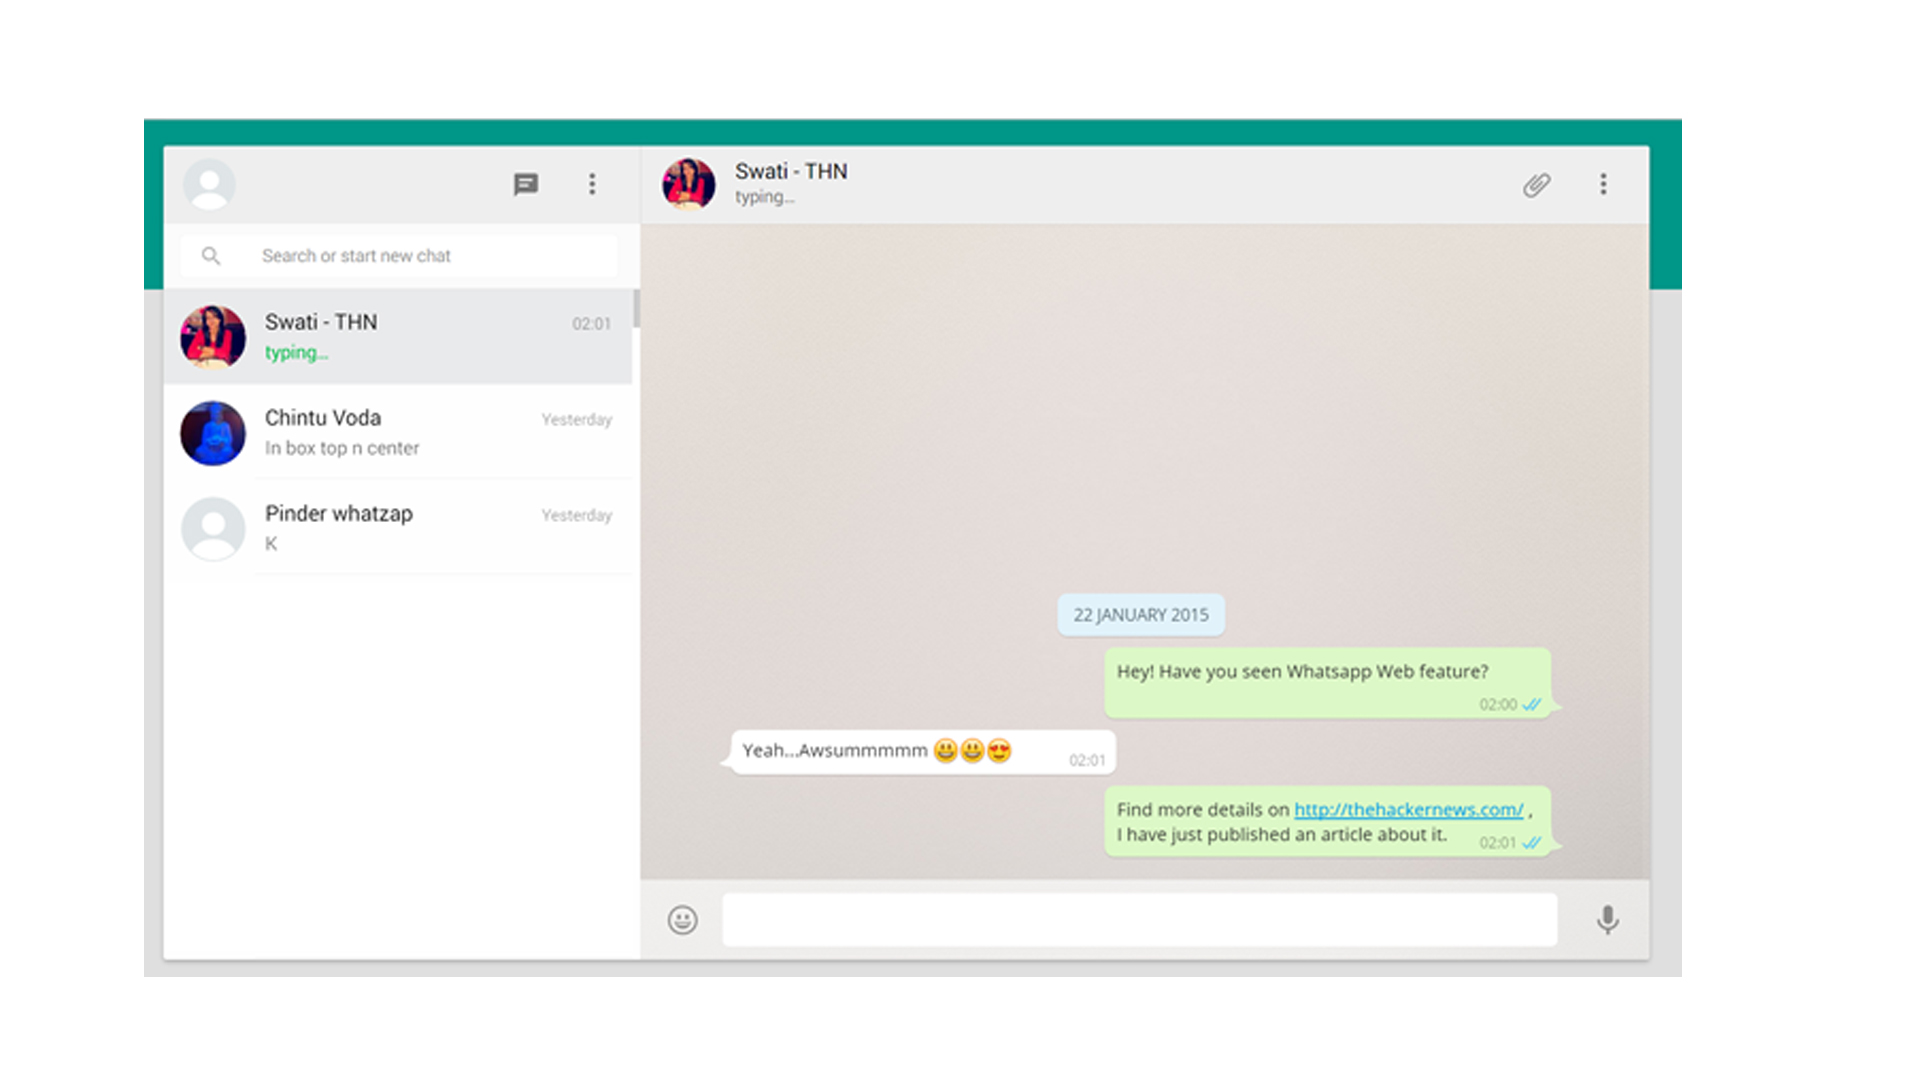 Search or start new chat
Swati - THN
02:01
typing...
Chintu Voda
Yesterday
In box top n center
Pinder whatzap
Yesterday
K
Swati - THN
typing...
22 JANUARY 2015
Hey! Have you seen Whatsapp Web feature?
02:00
Yeah...Awsummmmm 😀😀😍
02:01
Find more details on http://thehackernews.com/ ,
I have just published an article about it.
02:01